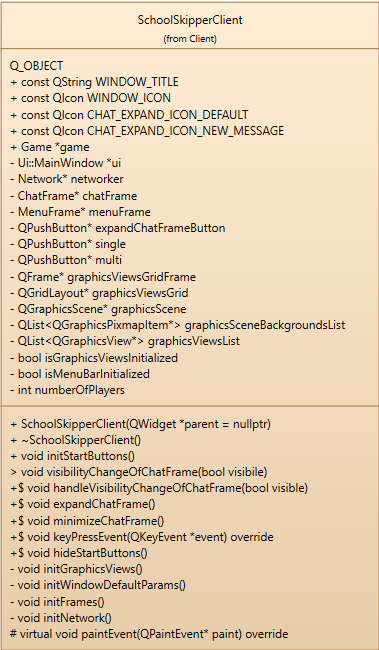 SchoolSkipperClient
(from Client)
Q_OBJECT
+ const QString WINDOW_TITLE
+ const QIcon WINDOW_ICON
+ const QIcon CHAT_EXPAND_ICON_DEFAULT
+ const QIcon CHAT_EXPAND_ICON_NEW_MESSAGE
+ Game *game
- Ui::MainWindow *ui
- Network* networker
- ChatFrame* chatFrame
- MenuFrame* menuFrame
- QPushButton* expandChatFrameButton
- QPushButton* single
- QPushButton* multi
- QFrame* graphicsViewsGridFrame
- QGridLayout* graphicsViewsGrid
- QGraphicsScene* graphicsScene
- QList<QGraphicsPixmapItem*> graphicsSceneBackgroundsList
- QList<QGraphicsView*> graphicsViewsList
- bool isGraphicsViewsInitialized
- bool isMenuBarInitialized
- int numberOfPlayers
+ SchoolSkipperClient(QWidget *parent = nullptr)
+ ~SchoolSkipperClient()
+ void initStartButtons()
> void visibilityChangeOfChatFrame(bool visibile)
+$ void handleVisibilityChangeOfChatFrame(bool visible)
+$ void expandChatFrame()
+$ void minimizeChatFrame()
+$ void keyPressEvent(QKeyEvent *event) override
+$ void hideStartButtons()
- void initGraphicsViews()
- void initWindowDefaultParams()
- void initFrames()
- void initNetwork()
# virtual void paintEvent(QPaintEvent* paint) override